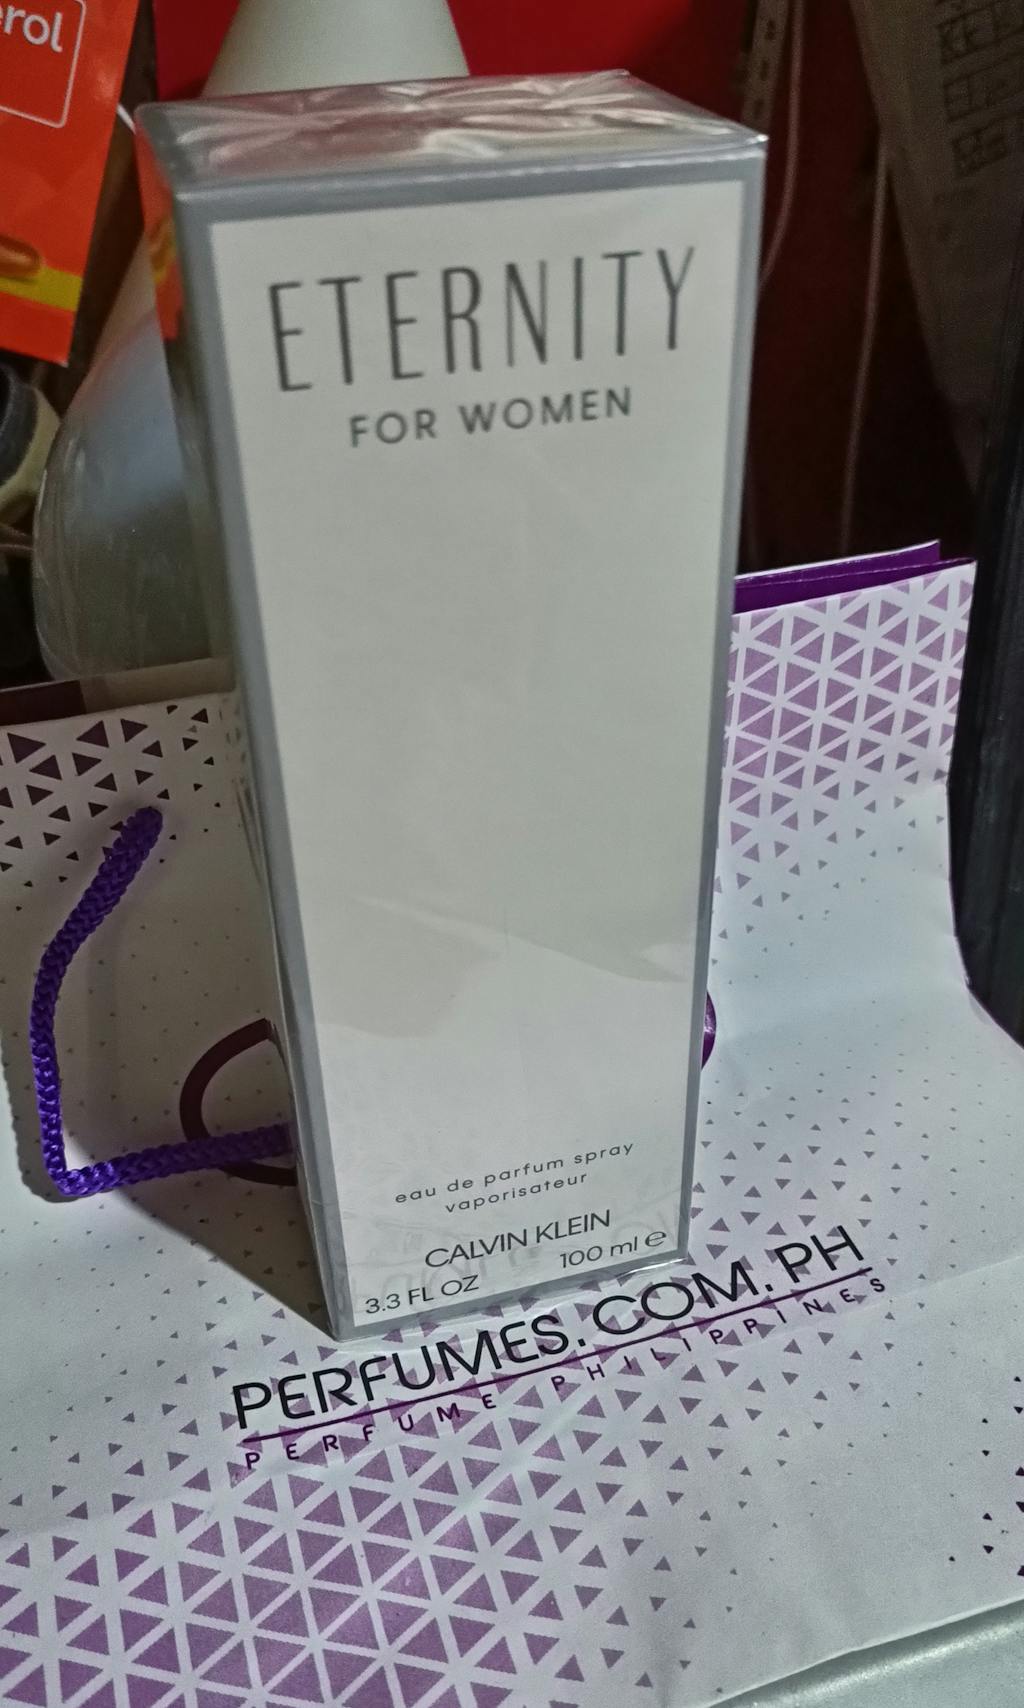 rol
ETERNITY
FOR WOMEN
eau de parfum spray
vaporisateur
CALVIN KLEIN
3.3 FL OZ 100 ml e
PERFUMES.COM.PH
PERFUME PHILIPPINES